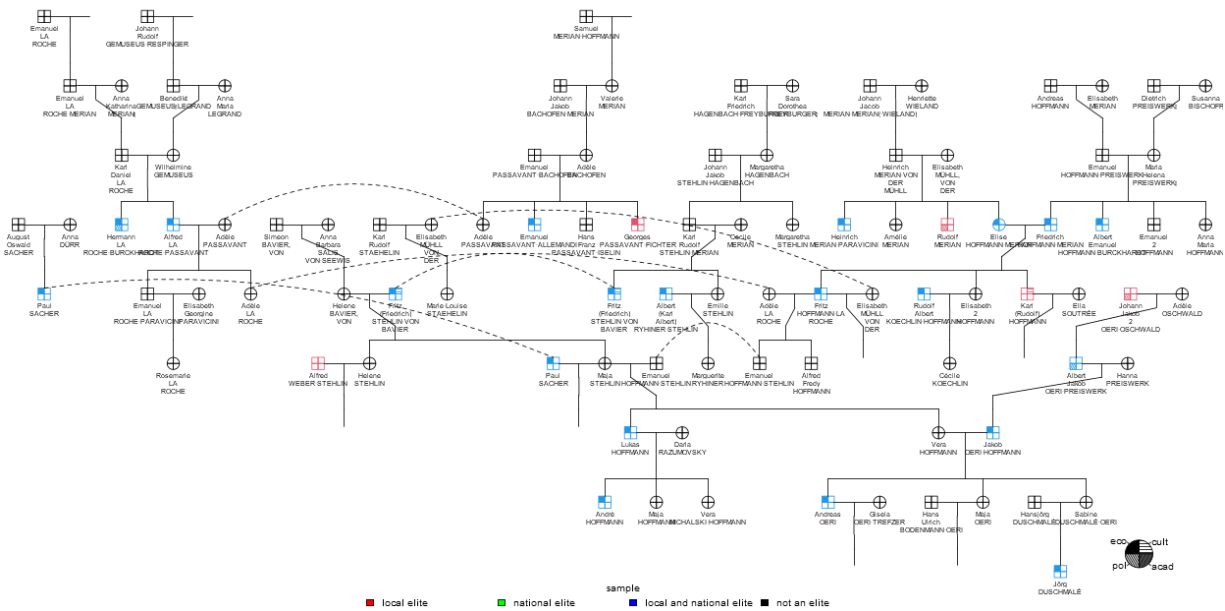 Emanuel
LA
ROCHE
Johann
Rudolf
GEMUSEUS RESPINGER
Samuel
MERIAN HOFFMANN
Emanuel
LA
ROCHE MERIAN
Anna
Katharina
MERIAN
Benedikt
GEMUSEUS LEGRAND
Anna
Maria
LEGRAND
Johann
Jakob
BACHOFEN MERIAN
Valerie
MERIAN
Karl
Friedrich
HAGENBACH FREYBURGER
Sara
Dorothea
FREYBURGER
Johann
Jacob
MERIAN MERIAN( WIELAND)
Henriette
WIELAND
Andreas
HOFFMANN
Elisabeth
MERIAN
Dietrich
PREISWERK
Susanna
BISCHOFF
Karl
Daniel
LA
ROCHE
Wilhelmine
GEMUSEUS
Emanuel
PASSAVANT BACHOFEN
Adèle
BACHOFEN
Johann
Jakob
STEHLIN HAGENBACH
Margaretha
HAGENBACH
Heinrich
MERIAN VON
DER
MÜHLL
Elisabeth
MÜHLL,
VON
DER
Emanuel
HOFFMANN PREISWERK
Maria
Helena
PREISWERK
August
Oswald
SACHER
Anna
DÜRR
Hermann
LA
ROCHE BURCKHARDT
Alfred
LA
ROCHE PASSAVANT
Adèle
PASSAVANT
Simeon
BAVIER,
VON
Anna
Barbara
SALIS,
VON SEEWIS
Karl
Rudolf
STAEHELIN
Elisabeth
MÜHLL
VON
DER
Adèle
PASSAVANT
Emanuel
PASSAVANT ALLEMANDI
Hans
Franz
PASSAVANT ISELIN
Georges
PASSAVANT FICHTER
Karl
Rudolf
STEHLIN MERIAN
Cécile
MERIAN
Margaretha
STEHLIN
Heinrich
MERIAN PARAVICINI
Amélie
MERIAN
Rudolf
MERIAN
Elise
HOFFMANN MERIAN
Friedrich
HOFFMANN MERIAN
Albert
Emanuel
HOFFMANN BURCKHARDT
Emanuel
2
HOFFMANN
Anna
Maria
HOFFMANN
Paul
SACHER
Emanuel
LA
ROCHE PARAVICINI
Elisabeth
Georgine
PARAVICINI
Adèle
LA
ROCHE
Helene
BAVIER,
VON
Fritz
(Friedrich)
STEHLIN VON
BAVIER
Marie Louise
STAEHELIN
Fritz
(Friedrich)
STEHLIN VON
BAVIER
Albert
(Karl
Albert)
RYHINER STEHLIN
Emilie
STEHLIN
Adèle
LA
ROCHE
Fritz
HOFFMANN LA
ROCHE
Elisabeth
MÜHLL
VON
DER
Rudolf
Albert
KOECHLIN HOFFMANN
Elisabeth
2
HOFFMANN
Karl
(Rudolf)
HOFFMANN
Ella
SOUTRÉE
Johann
Jakob
2
OERI OSCHWALD
Adèle
OSCHWALD
Rosemarie
LA
ROCHE
Alfred
WEBER STEHLIN
Helene
STEHLIN
Paul
SACHER
Maja
STEHLIN
Emanuel
HOFFMANN STEHLIN
Marguerite
RYHINER
Emanuel
HOFFMANN STEHLIN
Alfred
Fredy
HOFFMANN
Cécile
KOECHLIN
Albert
Jakob
OERI PREISWERK
Hanna
PREISWERK
Lukas
HOFFMANN
Daria
RAZUMOVSKY
Vera
HOFFMANN
Jakob
OERI HOFFMANN
André
HOFFMANN
Maja
HOFFMANN
Vera
MICHALSKI HOFFMANN
Andreas
OERI
Gisela
OERI TREFZER
Hans
Ulrich
BODENMANN OERI
Maja
OERI
Hansjörg
DUSCHMALÉ
Sabine
DUSCHMALÉ OERI
Jörg
DUSCHMALÉ
eco cult
pol acad
sample
local elite national elite local and national elite not an elite